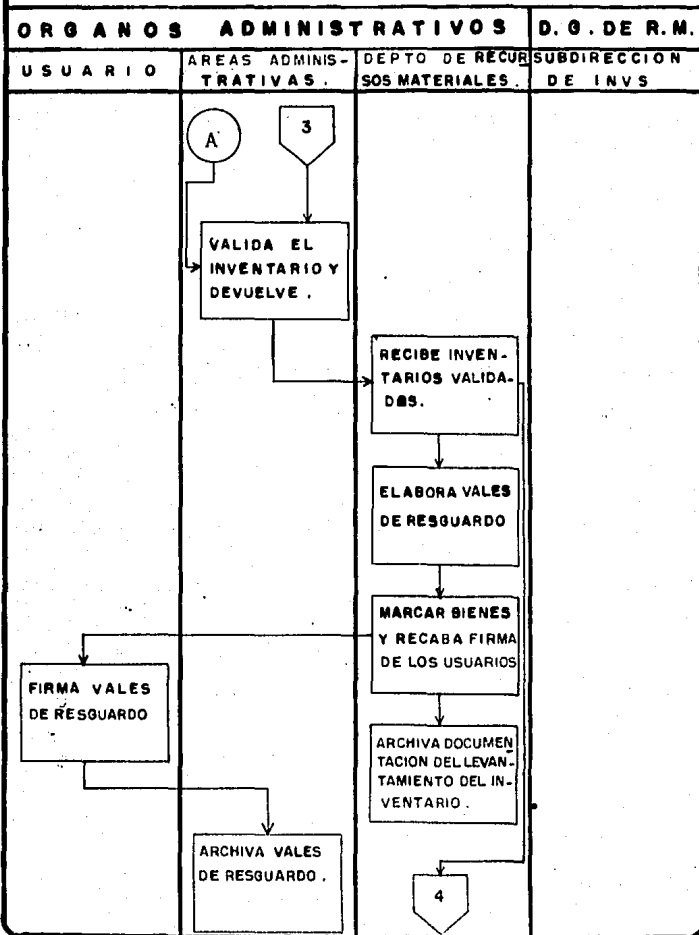 ORGANOS ADMINISTRATIVOS
D. G. DE R. M.
USUARIO
AREAS ADMINIS-
TRATIVAS.
DEPTO DE RECUR
SOS MATERIALES.
SUBDIRECCION
DE INVS
A
3
VALIDA EL
INVENTARIO Y
DEVUELVE.
RECIBE INVEN-
TARIOS VALIDA-
DOS.
ELABORA VALES
DE RESGUARDO
MARCAR BIENES
Y RECABA FIRMA
DE LOS USUARIOS
FIRMA VALES
DE RESGUARDO
ARCHIVA DOCUMEN
TACION DEL LEVAN-
TAMIENTO DEL IN-
VENTARIO.
ARCHIVA VALES
DE RESGUARDO.
4